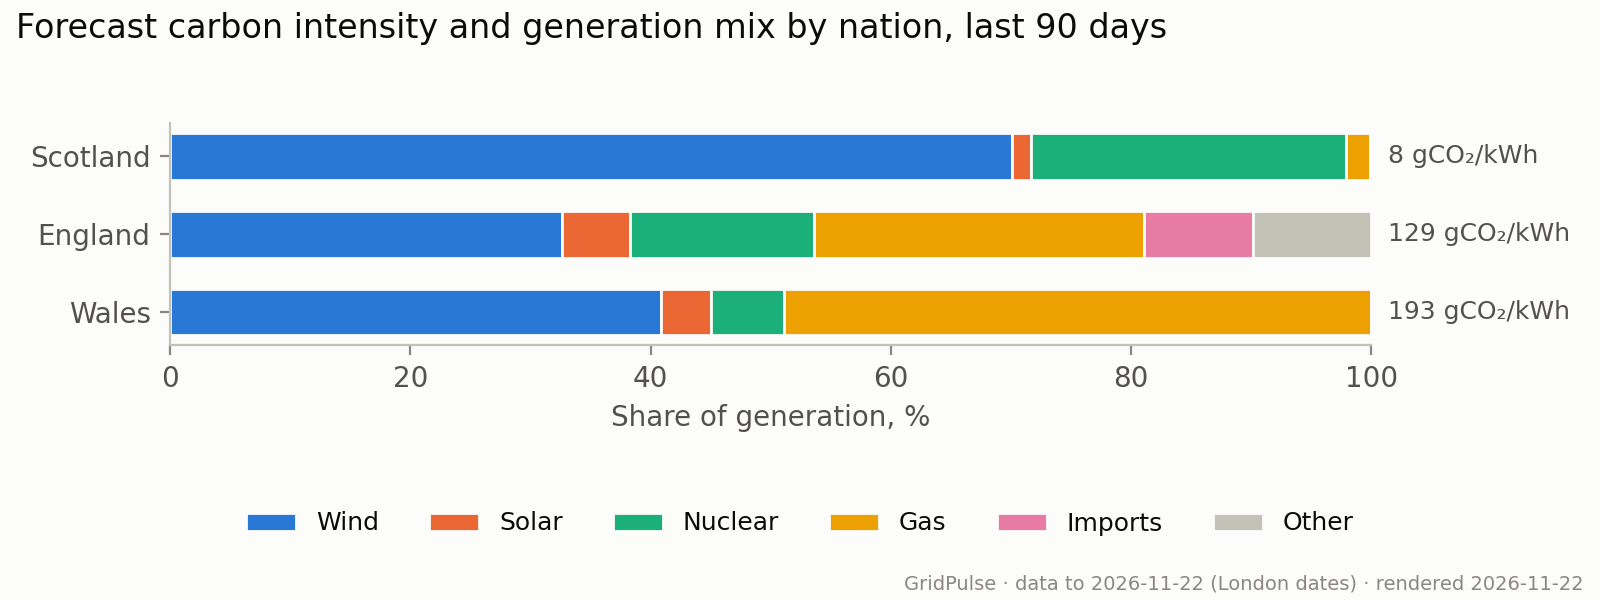 Forecast carbon intensity and generation mix by nation, last 90 days
Scotland
8 gCO₂/kWh
England
129 gCO₂/kWh
Wales
193 gCO₂/kWh
0 20 40 60 80 100
Share of generation, %
Wind Solar Nuclear Gas Imports Other
GridPulse · data to 2026-11-22 (London dates) · rendered 2026-11-22